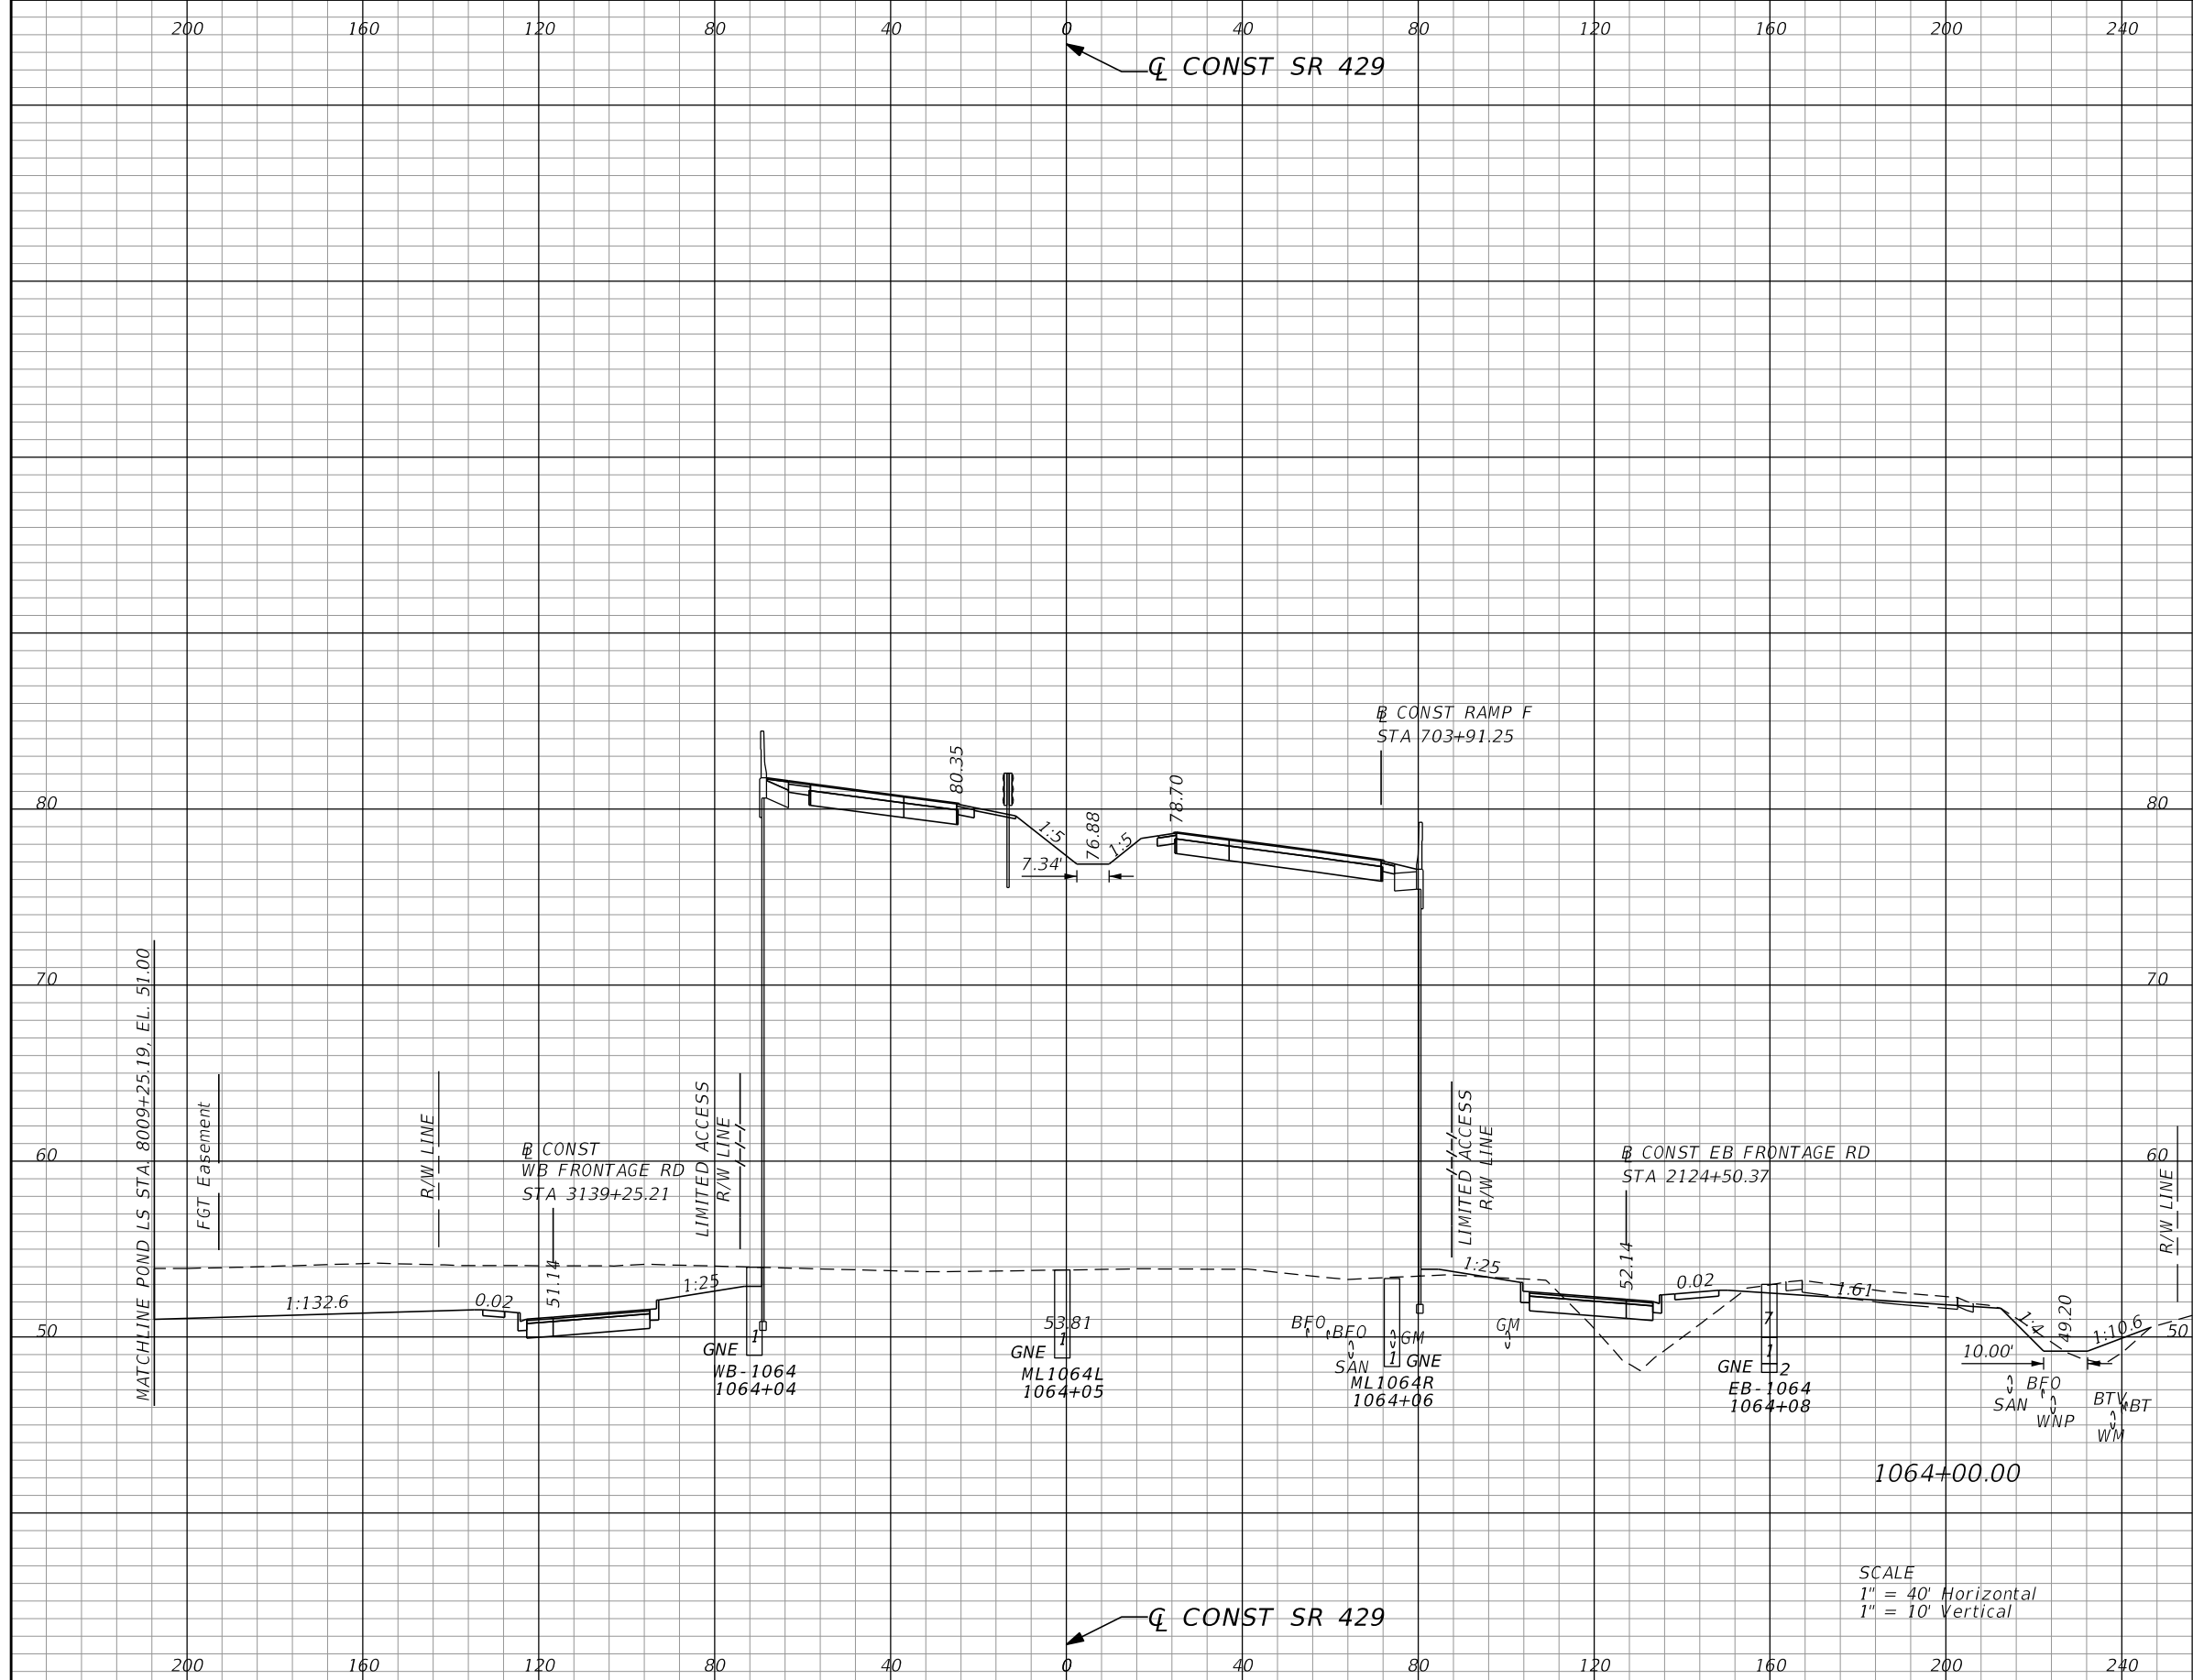 200 160 120 80 40 0 40 80 120 160 200 240
℄ CONST SR 429
B̵L CONST RAMP F
STA 703+91.25
80.35
78.70
76.88
1:5
1:5
7.34'
80
80
70
70
MATCHLINE POND LS STA. 8009+25.19, EL. 51.00
FGT Easement
R/W LINE
LIMITED ACCESS
R/W LINE
LIMITED ACCESS
R/W LINE
R/W LINE
60
60
BL CONST
WB FRONTAGE RD
STA 3139+25.21
BL CONST EB FRONTAGE RD
STA 2124+50.37
51.14
52.14
1:132.6
0.02
1:25
1:25
0.02
1.61
1:4
49.20
1:10.6
10.00'
50
50
1
GNE
WB-1064
1064+04
53.81
1
GNE
ML1064L
1064+05
BFO
BFO
SAN
GM
1
GNE
ML1064R
1064+06
GM
7
1
GNE
2
EB-1064
1064+08
SAN
BFO
WNP
BTV
BT
WM
1064+00.00
SCALE
1" = 40' Horizontal
1" = 10' Vertical
℄ CONST SR 429
200 160 120 80 40 0 40 80 120 160 200 240